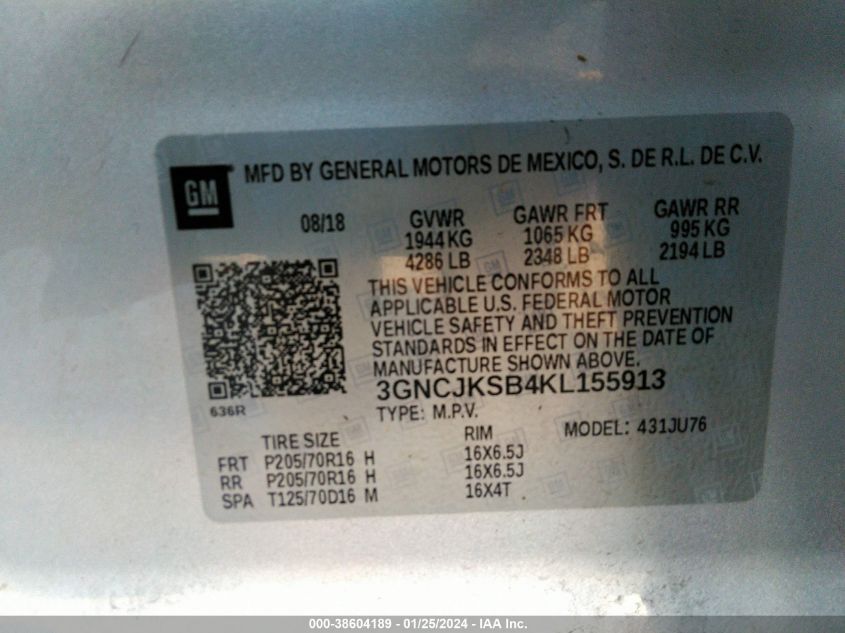 GM
MFD BY GENERAL MOTORS DE MEXICO, S. DE R.L. DE C.V.
08/18 GVWR GAWR FRT GAWR RR
1944 KG 1065 KG 995 KG
4286 LB 2348 LB 2194 LB
THIS VEHICLE CONFORMS TO ALL
APPLICABLE U.S. FEDERAL MOTOR
VEHICLE SAFETY AND THEFT PREVENTION
STANDARDS IN EFFECT ON THE DATE OF
MANUFACTURE SHOWN ABOVE.
3GNCJKSB4KL155913
636R
TYPE: M.P.V.
TIRE SIZE RIM MODEL: 431JU76
FRT P205/70R16 H 16X6.5J
RR P205/70R16 H 16X6.5J
SPA T125/70D16 M 16X4T
000-38604189 - 01/25/2024 - IAA Inc.